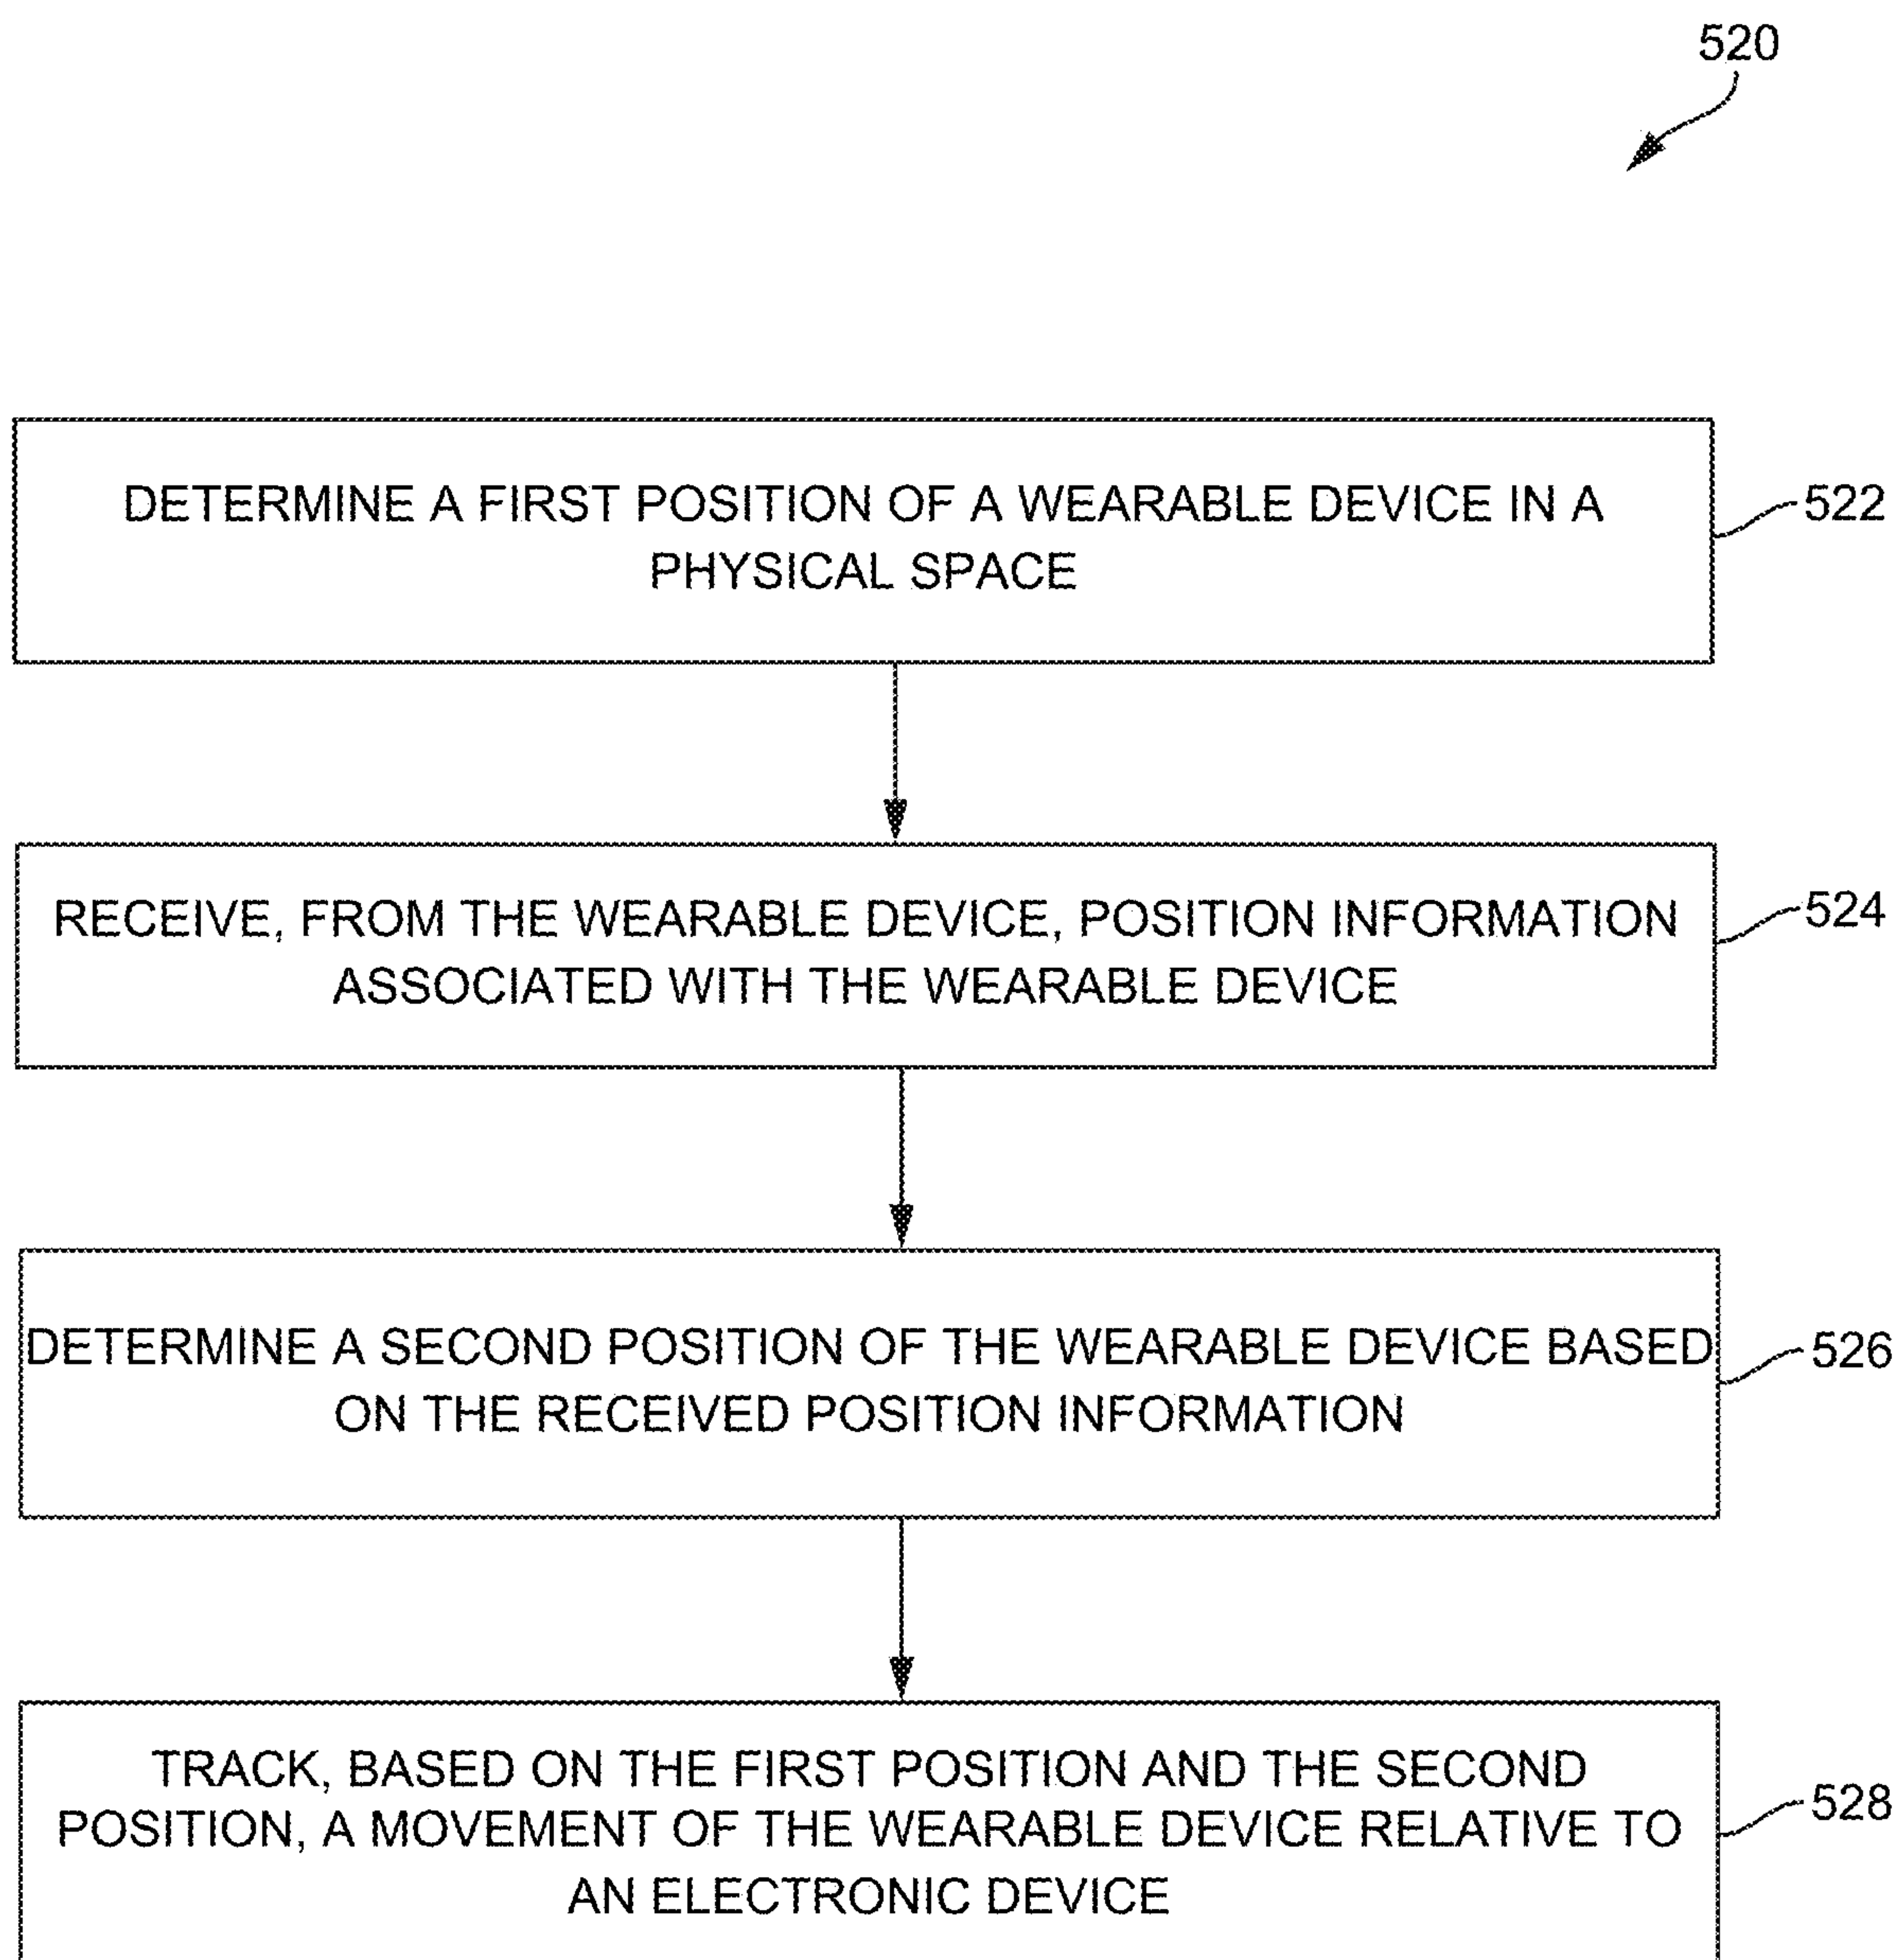 520
DETERMINE A FIRST POSITION OF A WEARABLE DEVICE IN A
PHYSICAL SPACE
522
RECEIVE, FROM THE WEARABLE DEVICE, POSITION INFORMATION
ASSOCIATED WITH THE WEARABLE DEVICE
524
DETERMINE A SECOND POSITION OF THE WEARABLE DEVICE BASED
ON THE RECEIVED POSITION INFORMATION
526
TRACK, BASED ON THE FIRST POSITION AND THE SECOND
POSITION, A MOVEMENT OF THE WEARABLE DEVICE RELATIVE TO
AN ELECTRONIC DEVICE
528